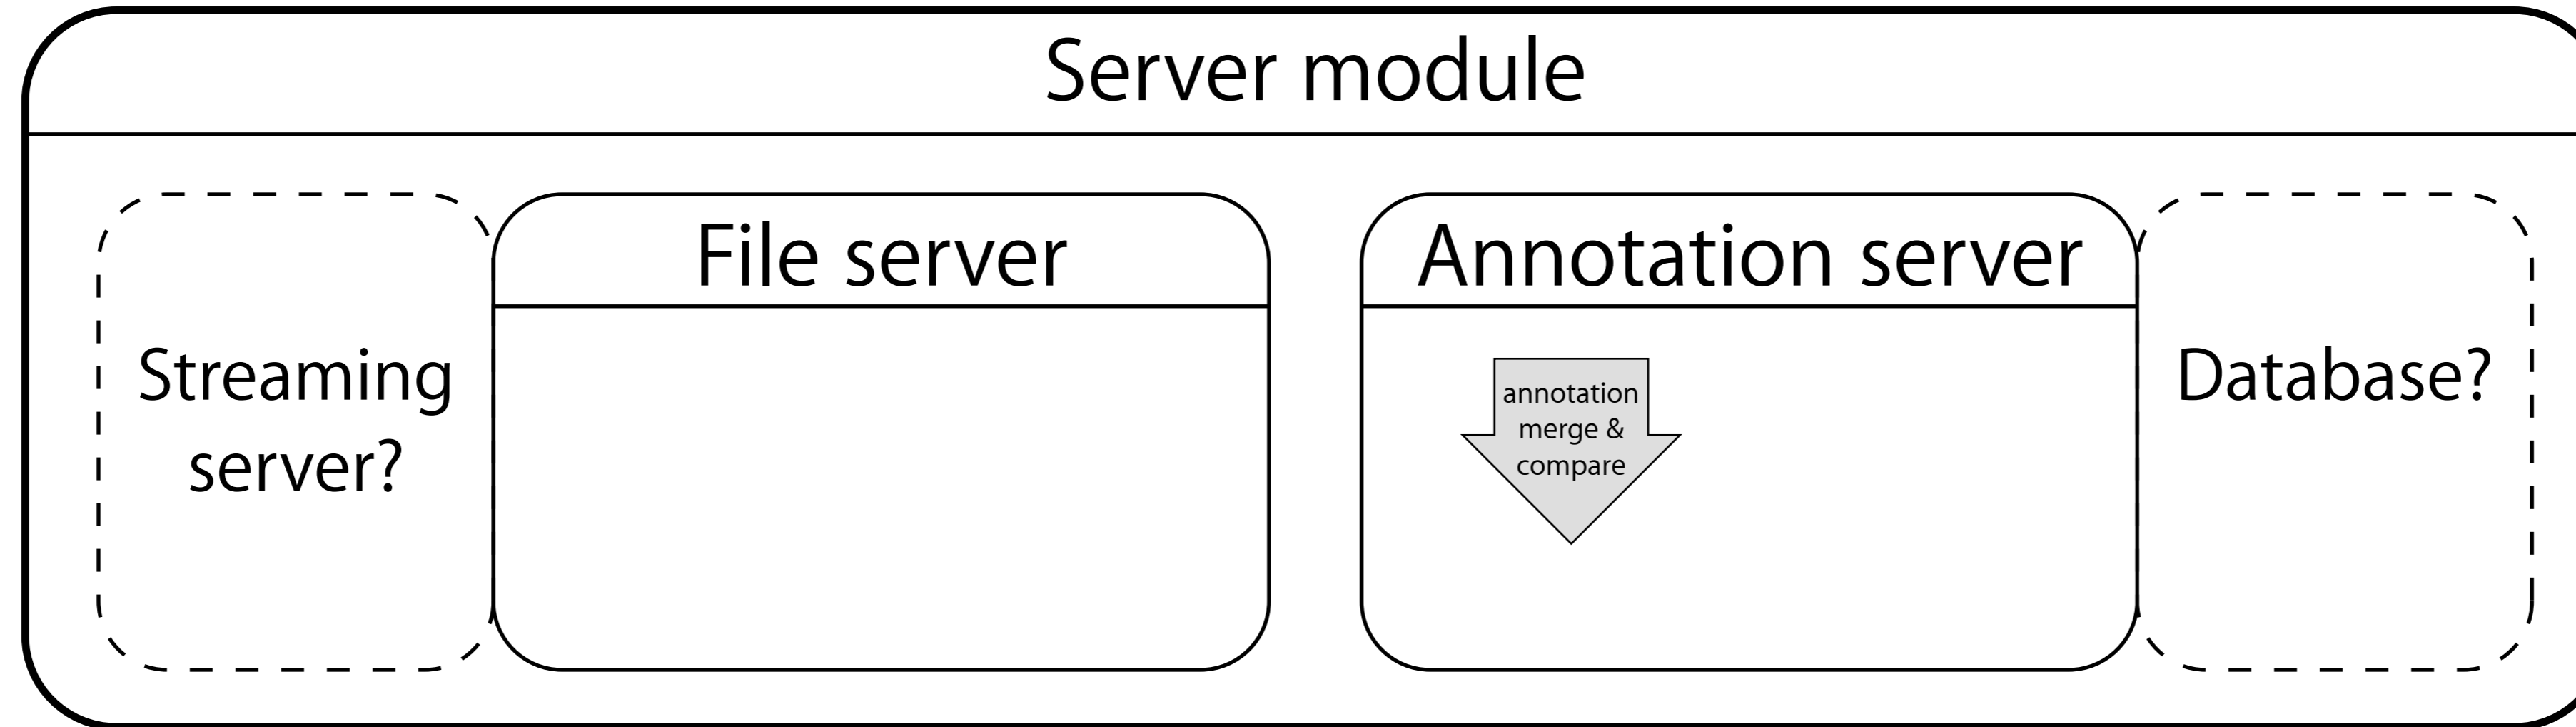 Server module
Streaming
server?
File server
Annotation server
annotation
merge &
compare
Database?